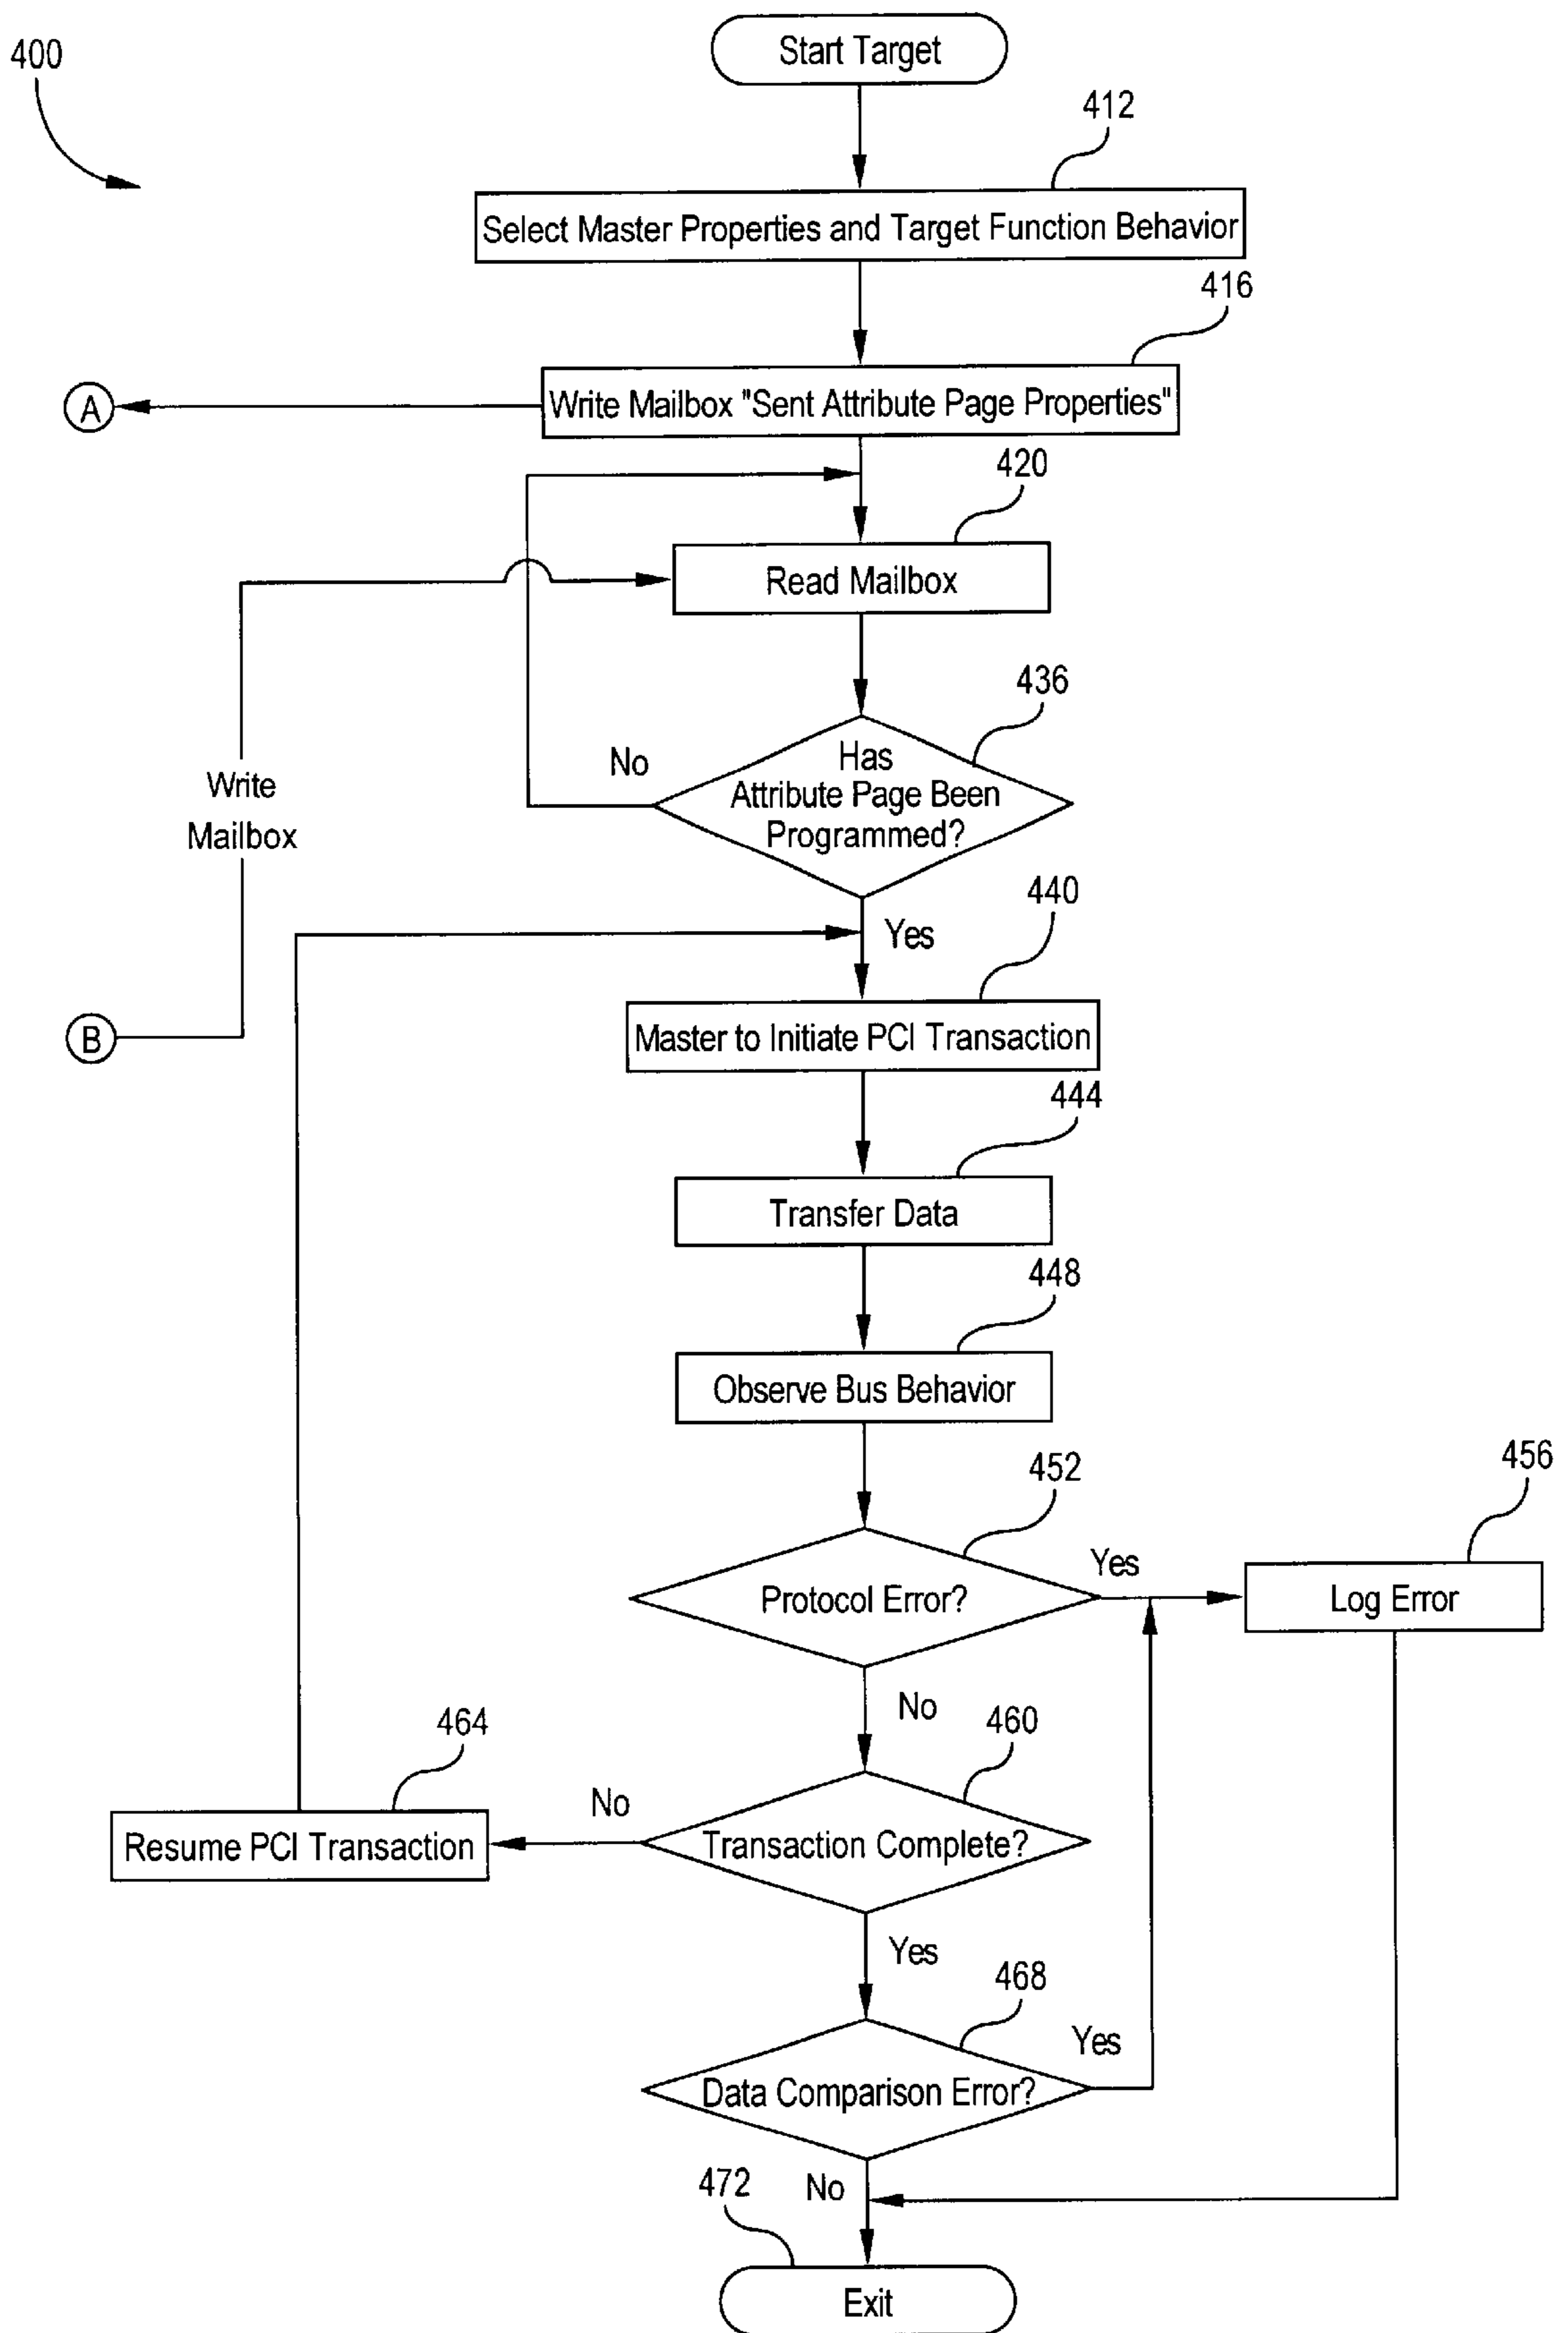 Start Target
400
412
Select Master Properties and Target Function Behavior
416
A
Write Mailbox "Sent Attribute Page Properties"
420
Read Mailbox
436
No
Has
Attribute Page Been
Programmed?
Write
Mailbox
440
Yes
B
Master to Initiate PCI Transaction
444
Transfer Data
448
Observe Bus Behavior
452
456
Yes
Protocol Error?
Log Error
No
464
460
No
Resume PCI Transaction
Transaction Complete?
Yes
468
Yes
Data Comparison Error?
472
No
Exit